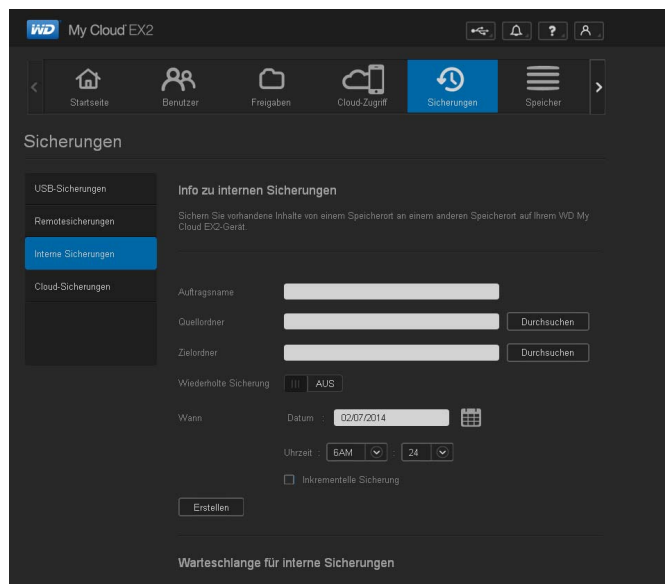 WD My Cloud EX2
?
Startseite Benutzer Freigaben Cloud-Zugriff Sicherungen Speicher
Sicherungen
USB-Sicherungen
Remotesicherungen
Interne Sicherungen
Cloud-Sicherungen
Info zu internen Sicherungen
Sichern Sie vorhandene Inhalte von einem Speicherort an einem anderen Speicherort auf Ihrem WD My
Cloud EX2-Gerät.
Auftragsname
Quellordner Durchsuchen
Zielordner Durchsuchen
Wiederholte Sicherung AUS
Wann Datum : 02/07/2014
Uhrzeit : 6AM : 24
Inkrementelle Sicherung
Erstellen
Warteschlange für interne Sicherungen